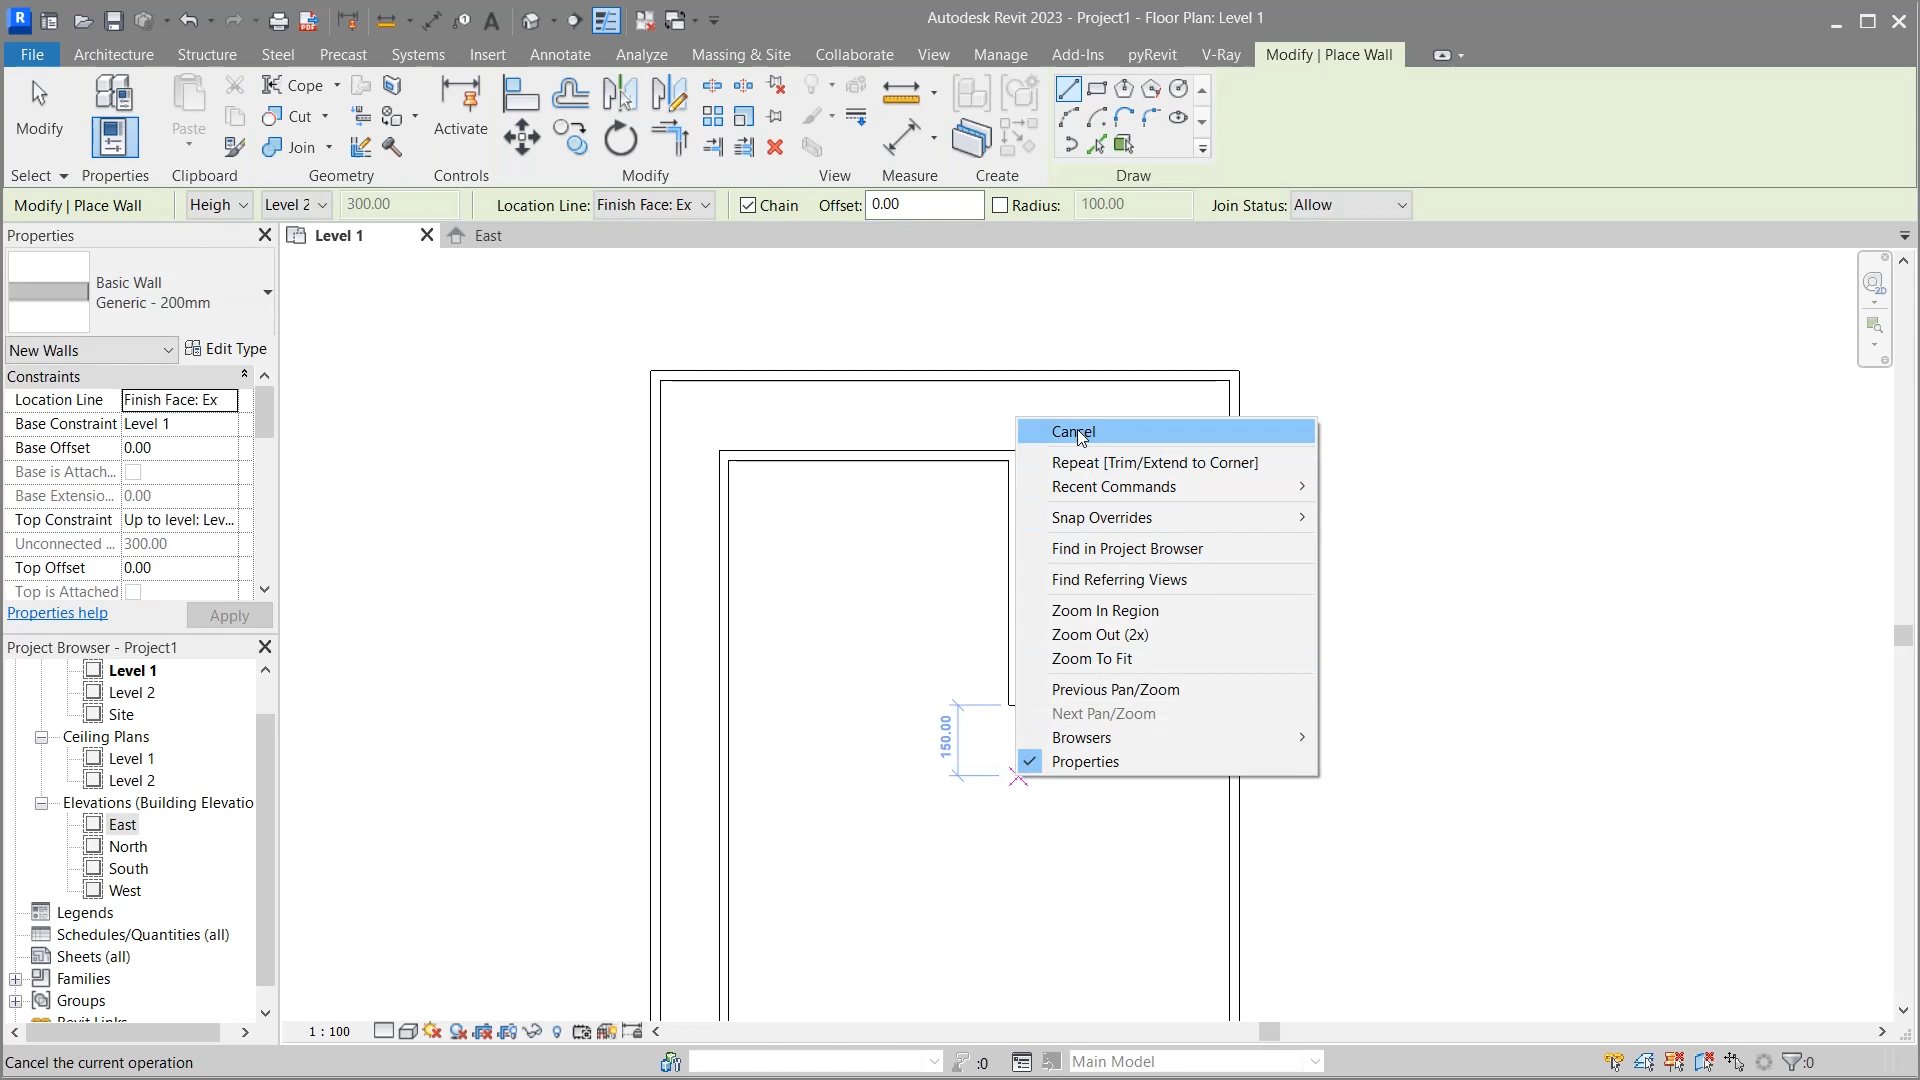 Autodesk Revit 2023 - Project1 - Floor Plan: Level 1
File Architecture Structure Steel Precast Systems Insert Annotate Analyze Massing & Site Collaborate View Manage Add-Ins pyRevit V-Ray Modify | Place Wall
Modify
Paste
Cope
Cut
Join
Activate
Select Properties Clipboard Geometry Controls Modify View Measure Create Draw
Modify | Place Wall Heigh Level 2 300.00 Location Line: Finish Face: Ex Chain Offset: 0.00 Radius: 100.00 Join Status: Allow
Properties
Level 1
East
Basic Wall
Generic - 200mm
New Walls Edit Type
Constraints
Location Line Finish Face: Ex
Base Constraint Level 1
Base Offset 0.00
Base is Attach...
Base Extensio... 0.00
Top Constraint Up to level: Lev...
Unconnected ... 300.00
Top Offset 0.00
Top is Attached
Properties help Apply
Project Browser - Project1
Level 1
Level 2
Site
Ceiling Plans
Level 1
Level 2
Elevations (Building Elevatio
East
North
South
West
Legends
Schedules/Quantities (all)
Sheets (all)
Families
Groups
Revit Links
Cancel
Repeat [Trim/Extend to Corner]
Recent Commands
Snap Overrides
Find in Project Browser
Find Referring Views
Zoom In Region
Zoom Out (2x)
Zoom To Fit
Previous Pan/Zoom
Next Pan/Zoom
Browsers
Properties
150.00
2D
1 : 100
Cancel the current operation
:0
Main Model
:0